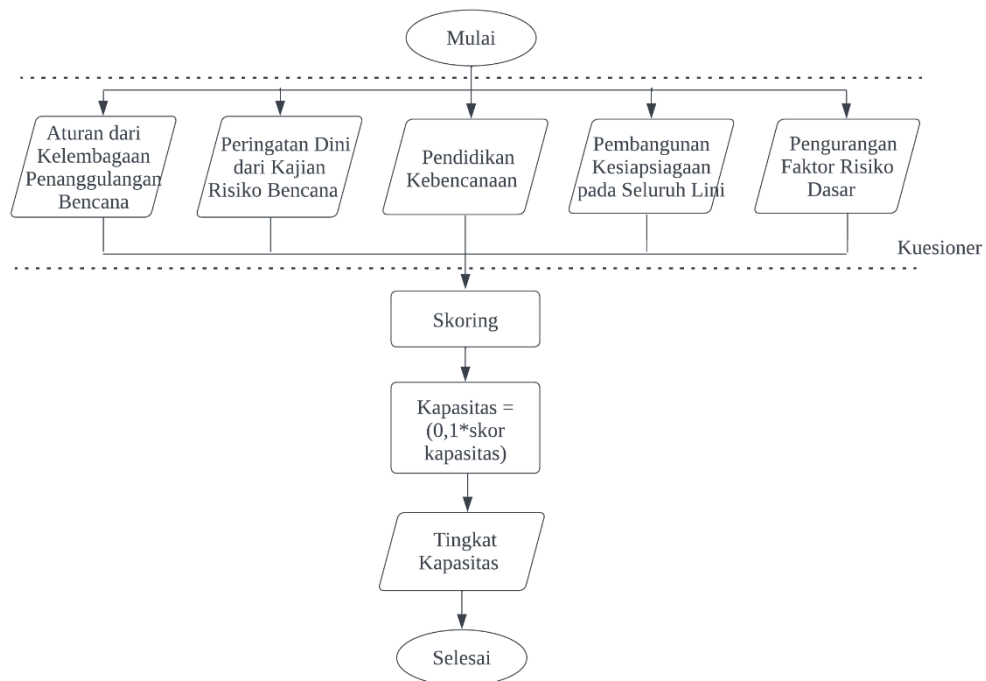 Mulai
Aturan dari
Kelembagaan
Penanggulangan
Bencana
Peringatan Dini
dari Kajian
Risiko Bencana
Pendidikan
Kebencanaan
Pembangunan
Kesiapsiagaan
pada Seluruh Lini
Pengurangan
Faktor Risiko
Dasar
Kuesioner
Skoring
Kapasitas =
(0,1*skor
kapasitas)
Tingkat
Kapasitas
Selesai